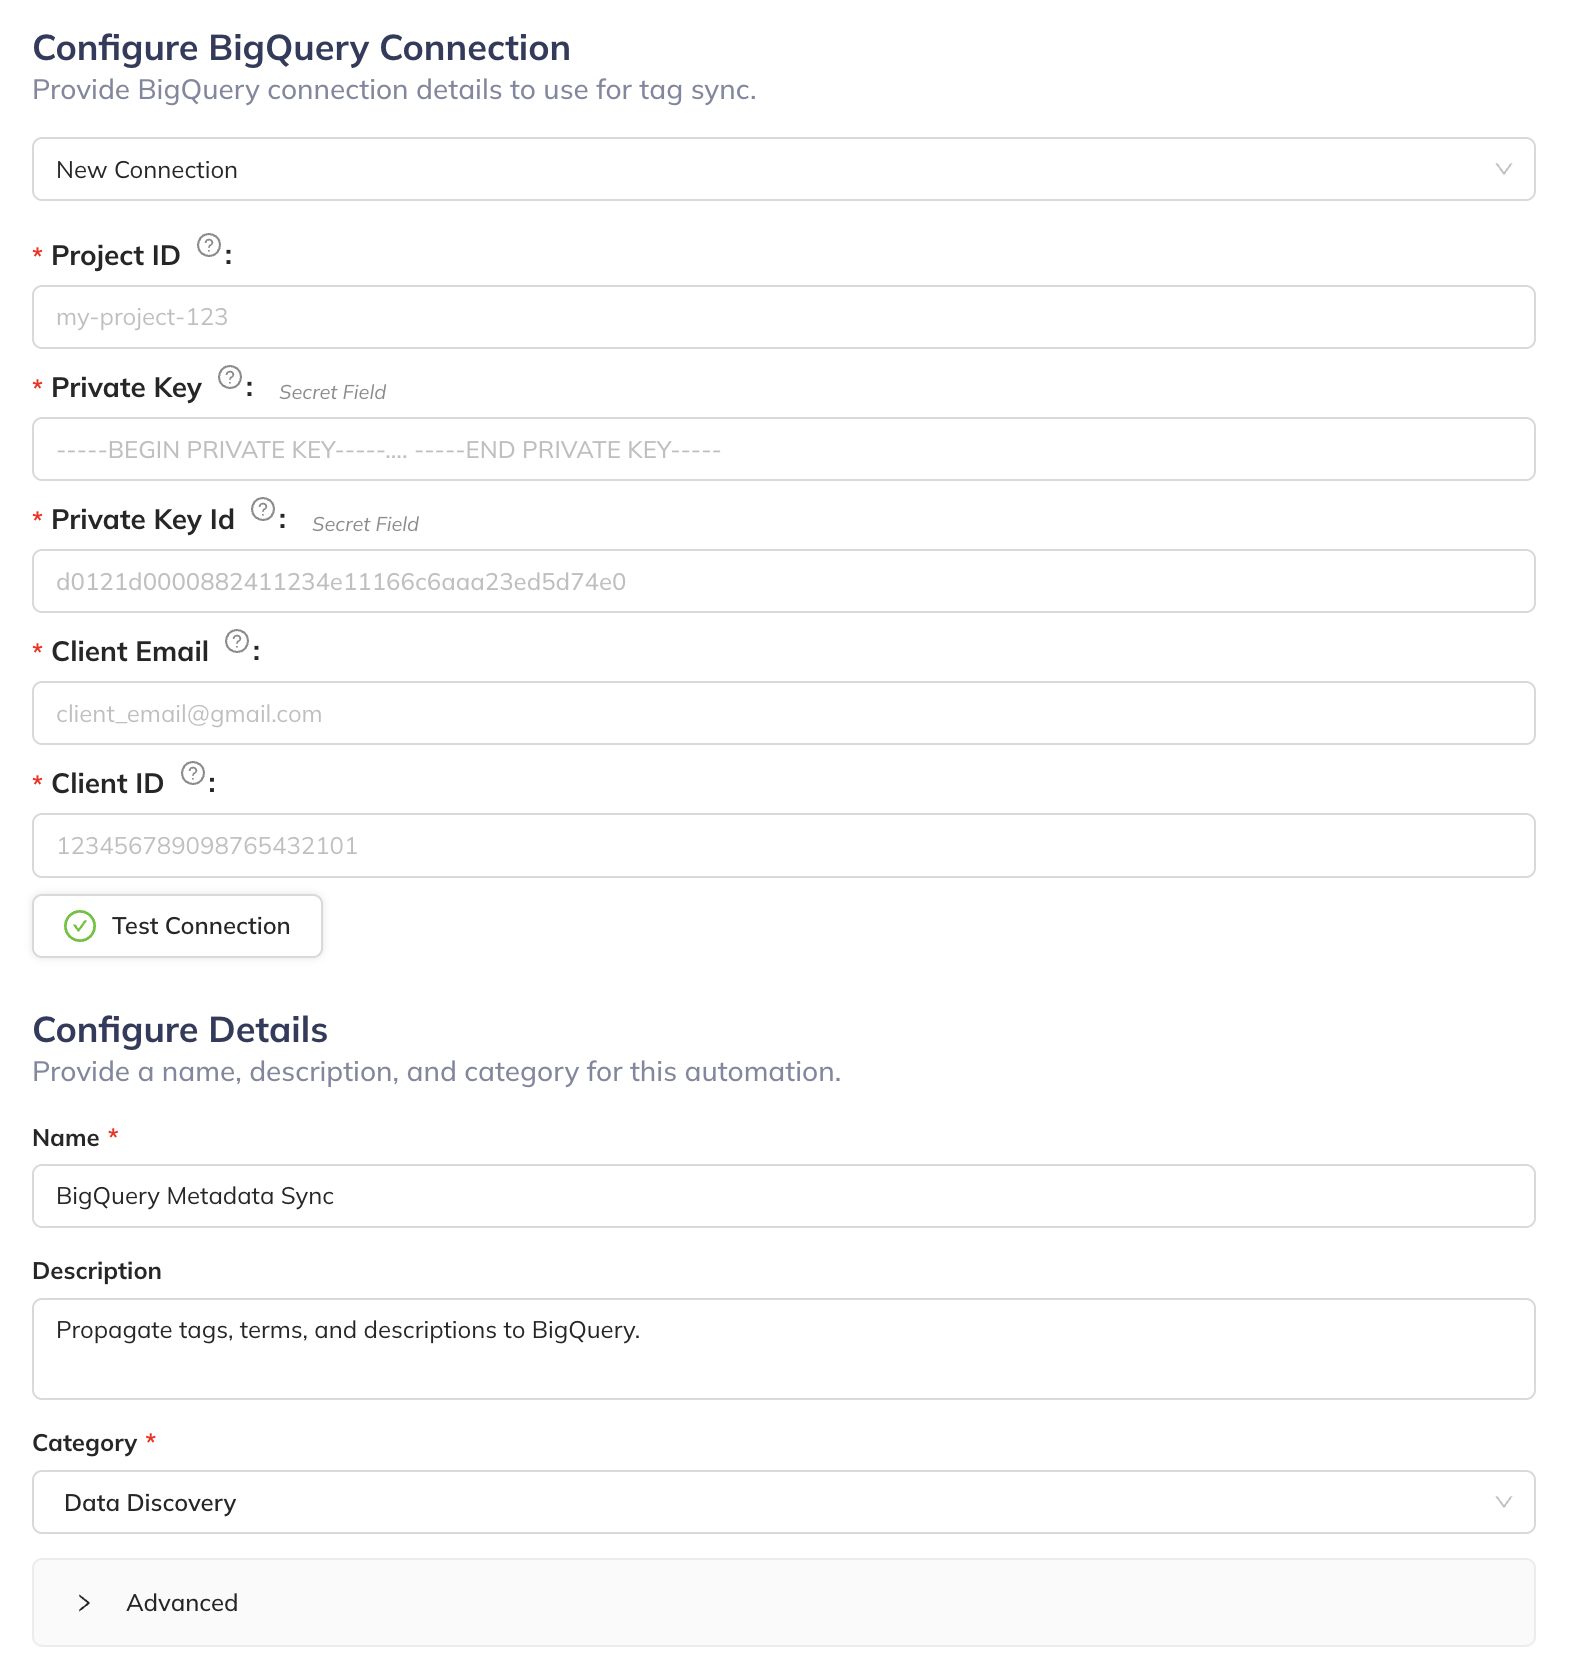 Configure BigQuery Connection
Provide BigQuery connection details to use for tag sync.
New Connection
* Project ID ? :
my-project-123
* Private Key ? : Secret Field
-----BEGIN PRIVATE KEY-----.... -----END PRIVATE KEY-----
* Private Key Id ? : Secret Field
d0121d0000882411234e11166c6aaa23ed5d74e0
* Client Email ? :
client_email@gmail.com
* Client ID ? :
123456789098765432101
Test Connection
Configure Details
Provide a name, description, and category for this automation.
Name *
BigQuery Metadata Sync
Description
Propagate tags, terms, and descriptions to BigQuery.
Category *
Data Discovery
Advanced